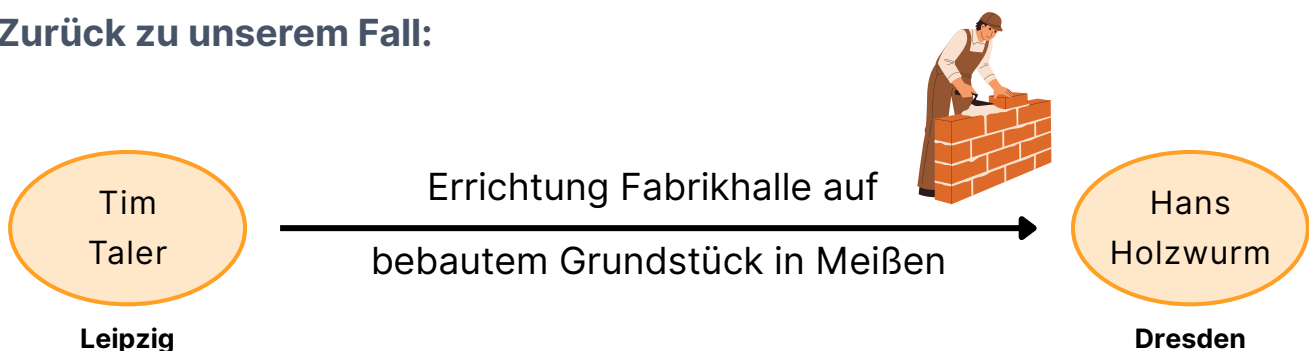 Zurück zu unserem Fall:
Tim
Taler
Errichtung Fabrikhalle auf
bebautem Grundstück in Meißen
Hans
Holzwurm
Leipzig
Dresden